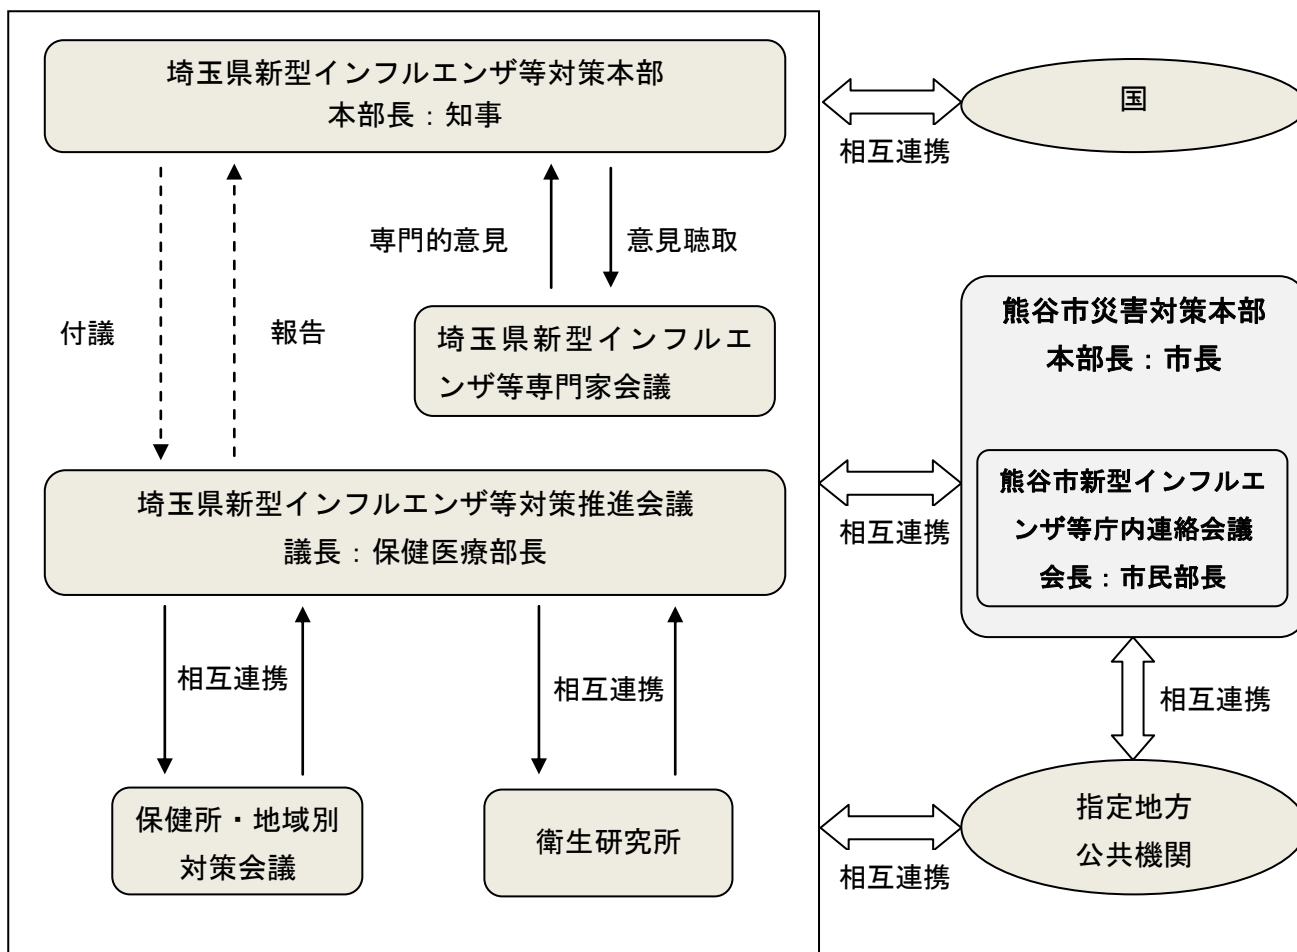 埼玉県新型インフルエンザ等対策本部
本部長：知事
国
相互連携
専門的意見
意見聴取
付議
報告
埼玉県新型インフルエ
ンザ等専門家会議
熊谷市災害対策本部
本部長：市長
熊谷市新型インフルエ
ンザ等庁内連絡会議
会長：市民部長
相互連携
埼玉県新型インフルエンザ等対策推進会議
議長：保健医療部長
相互連携
相互連携
相互連携
保健所・地域別
対策会議
衛生研究所
指定地方
公共機関
相互連携